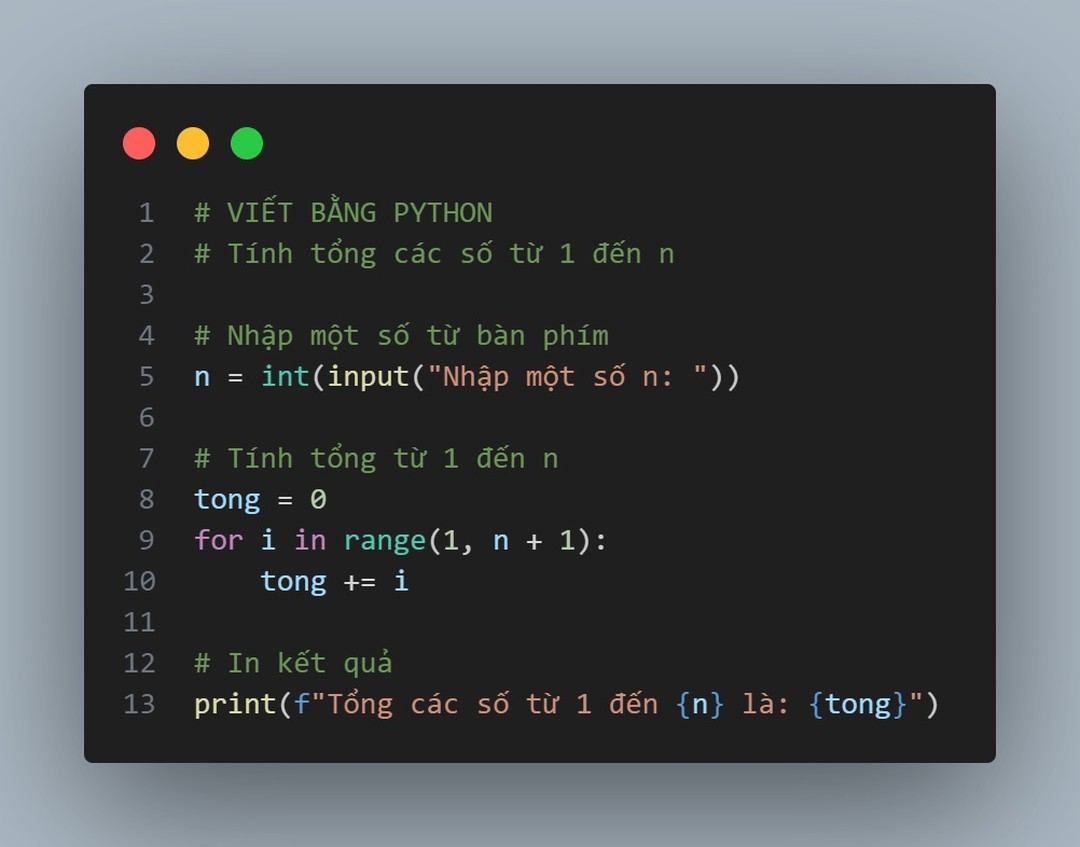 1 # VIẾT BẰNG PYTHON
2 # Tính tổng các số từ 1 đến n
3
4 # Nhập một số từ bàn phím
5 n = int(input("Nhập một số n: "))
6
7 # Tính tổng từ 1 đến n
8 tong = 0
9 for i in range(1, n + 1):
10     tong += i
11
12 # In kết quả
13 print(f"Tổng các số từ 1 đến {n} là: {tong}")